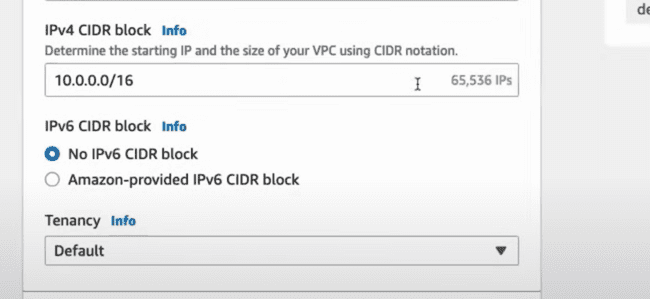 IPv4 CIDR block Info
Determine the starting IP and the size of your VPC using CIDR notation.
10.0.0.0/16 65,536 IPs
IPv6 CIDR block Info
No IPv6 CIDR block
Amazon-provided IPv6 CIDR block
Tenancy Info
Default